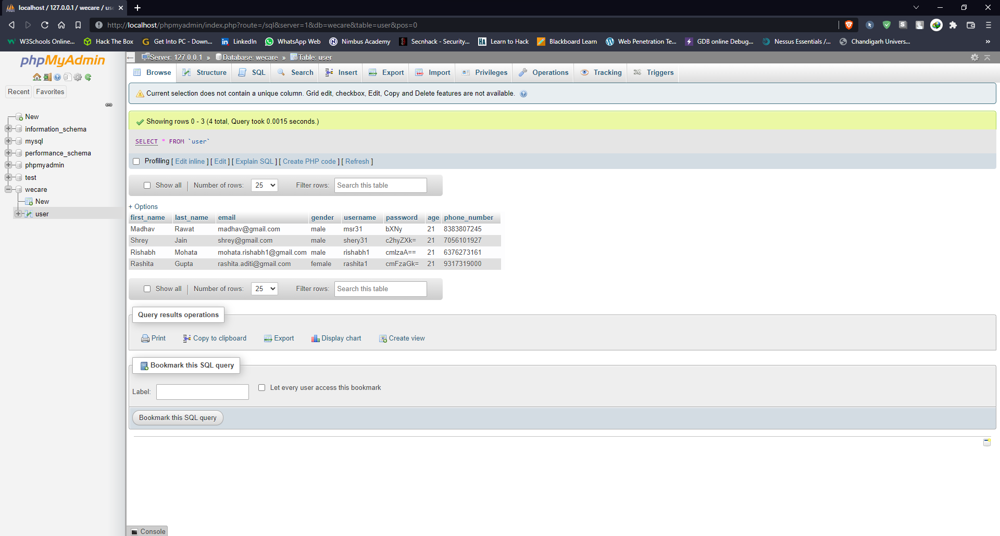 localhost / 127.0.0.1 / wecare / us
http://localhost/phpmyadmin/index.php?route=/sql&server=1&db=wecare&table=user&pos=0
W3Schools Online... Hack The Box Get Into PC - Down... LinkedIn WhatsApp Web Nimbus Academy Secnhack - Security... Learn to Hack Blackboard Learn Web Penetration Te... GDB online Debug... Nessus Essentials /... Chandigarh Univers... »
phpMyAdmin
Recent Favorites
New
information_schema
mysql
performance_schema
phpmyadmin
test
wecare
New
user
Server: 127.0.0.1 » Database: wecare » Table: user
Browse Structure SQL Search Insert Export Import Privileges Operations Tracking Triggers
Current selection does not contain a unique column. Grid edit, checkbox, Edit, Copy and Delete features are not available.
Showing rows 0 - 3 (4 total, Query took 0.0015 seconds.)
SELECT * FROM `user`
Profiling [ Edit inline ] [ Edit ] [ Explain SQL ] [ Create PHP code ] [ Refresh ]
Show all Number of rows: 25 Filter rows: Search this table
+ Options
first_name last_name email gender username password age phone_number
Madhav Rawat madhav@gmail.com male msr31 bXNy 21 8383807245
Shrey Jain shrey@gmail.com male shery31 c2hyZXk= 21 7056101927
Rishabh Mohata mohata.rishabh1@gmail.com male rishabh1 cmlzaA== 21 6376273161
Rashita Gupta rashita.aditi@gmail.com female rashita1 cmFzaGk= 21 9317319000
Show all Number of rows: 25 Filter rows: Search this table
Query results operations
Print Copy to clipboard Export Display chart Create view
Bookmark this SQL query
Label: Let every user access this bookmark
Bookmark this SQL query
Console